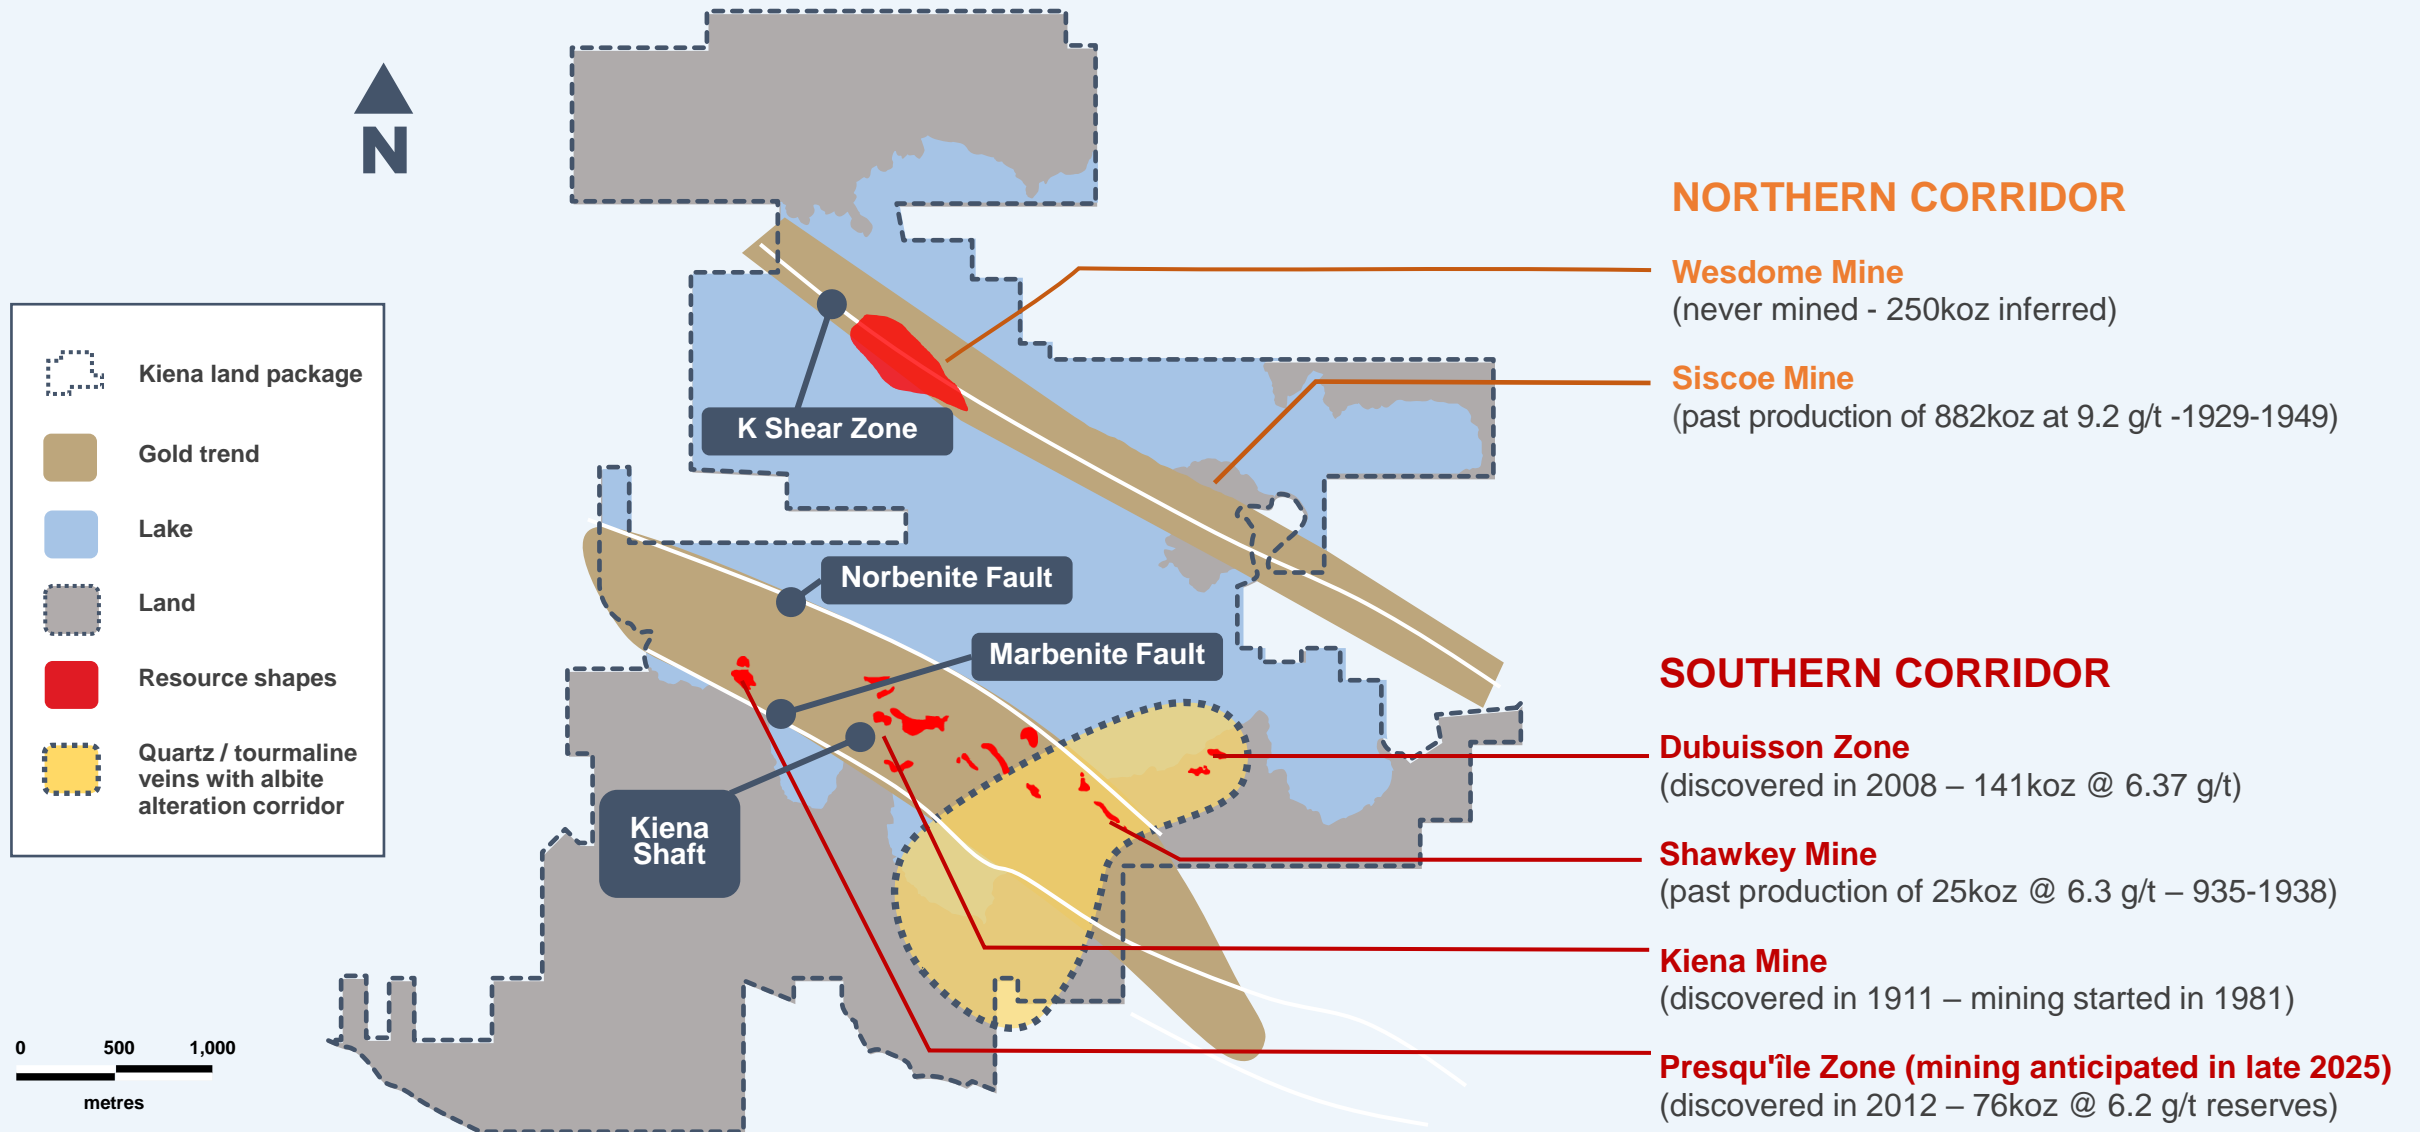 N
Kiena land package
Gold trend
Lake
Land
Resource shapes
Quartz / tourmaline
veins with albite
alteration corridor
0 500 1,000
metres
K Shear Zone
Norbenite Fault
Marbenite Fault
Kiena
Shaft
NORTHERN CORRIDOR
Wesdome Mine
(never mined - 250koz inferred)
Siscoe Mine
(past production of 882koz at 9.2 g/t -1929-1949)
SOUTHERN CORRIDOR
Dubuisson Zone
(discovered in 2008 – 141koz @ 6.37 g/t)
Shawkey Mine
(past production of 25koz @ 6.3 g/t – 935-1938)
Kiena Mine
(discovered in 1911 – mining started in 1981)
Presqu'île Zone (mining anticipated in late 2025)
(discovered in 2012 – 76koz @ 6.2 g/t reserves)